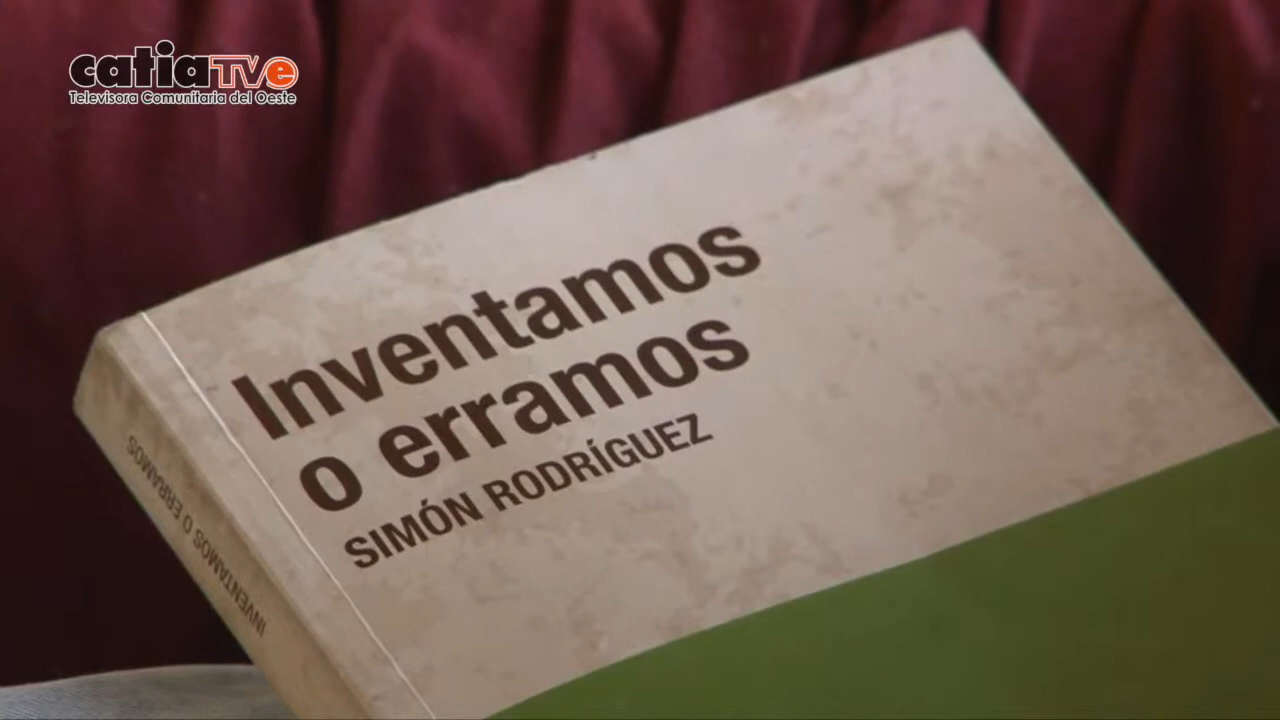 catiaTVe
Televisora Comunitaria del Oeste
Inventamos
o erramos
SIMÓN RODRÍGUEZ
INVENTAMOS O ERRAMOS